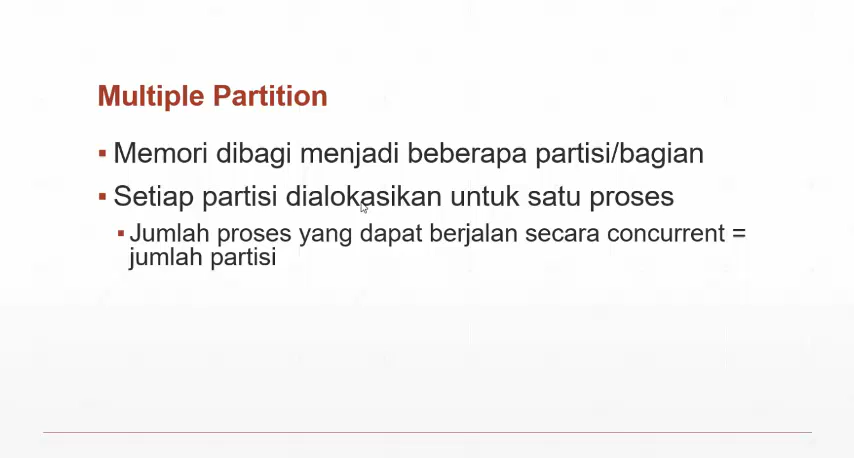 Multiple Partition
▪ Memori dibagi menjadi beberapa partisi/bagian
▪ Setiap partisi dialokasikan untuk satu proses
▪ Jumlah proses yang dapat berjalan secara concurrent =
jumlah partisi